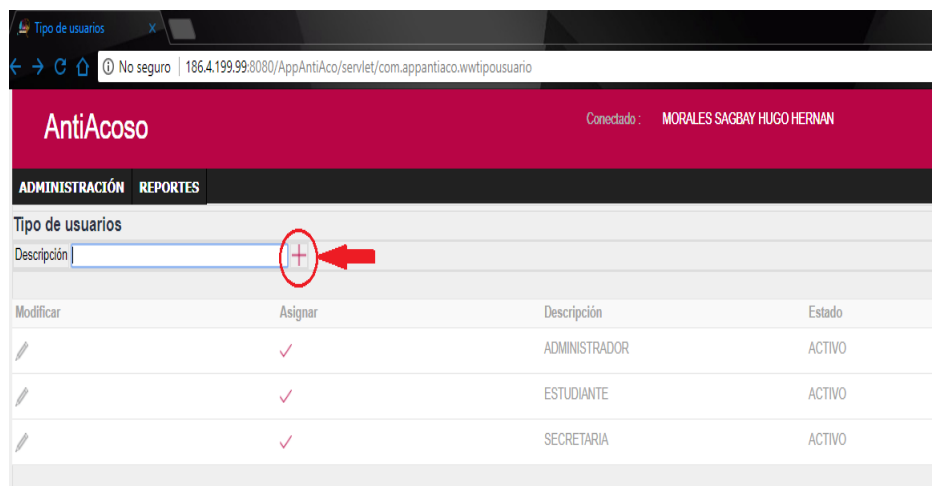 Tipo de usuarios
No seguro | 186.4.199.99:8080/AppAntiAco/servlet/com.appantiaco.wwtipousuario
AntiAcoso
Conectado : MORALES SAGBAY HUGO HERNAN
ADMINISTRACIÓN REPORTES
Tipo de usuarios
Descripción
Modificar Asignar Descripción Estado
ADMINISTRADOR ACTIVO
ESTUDIANTE ACTIVO
SECRETARIA ACTIVO